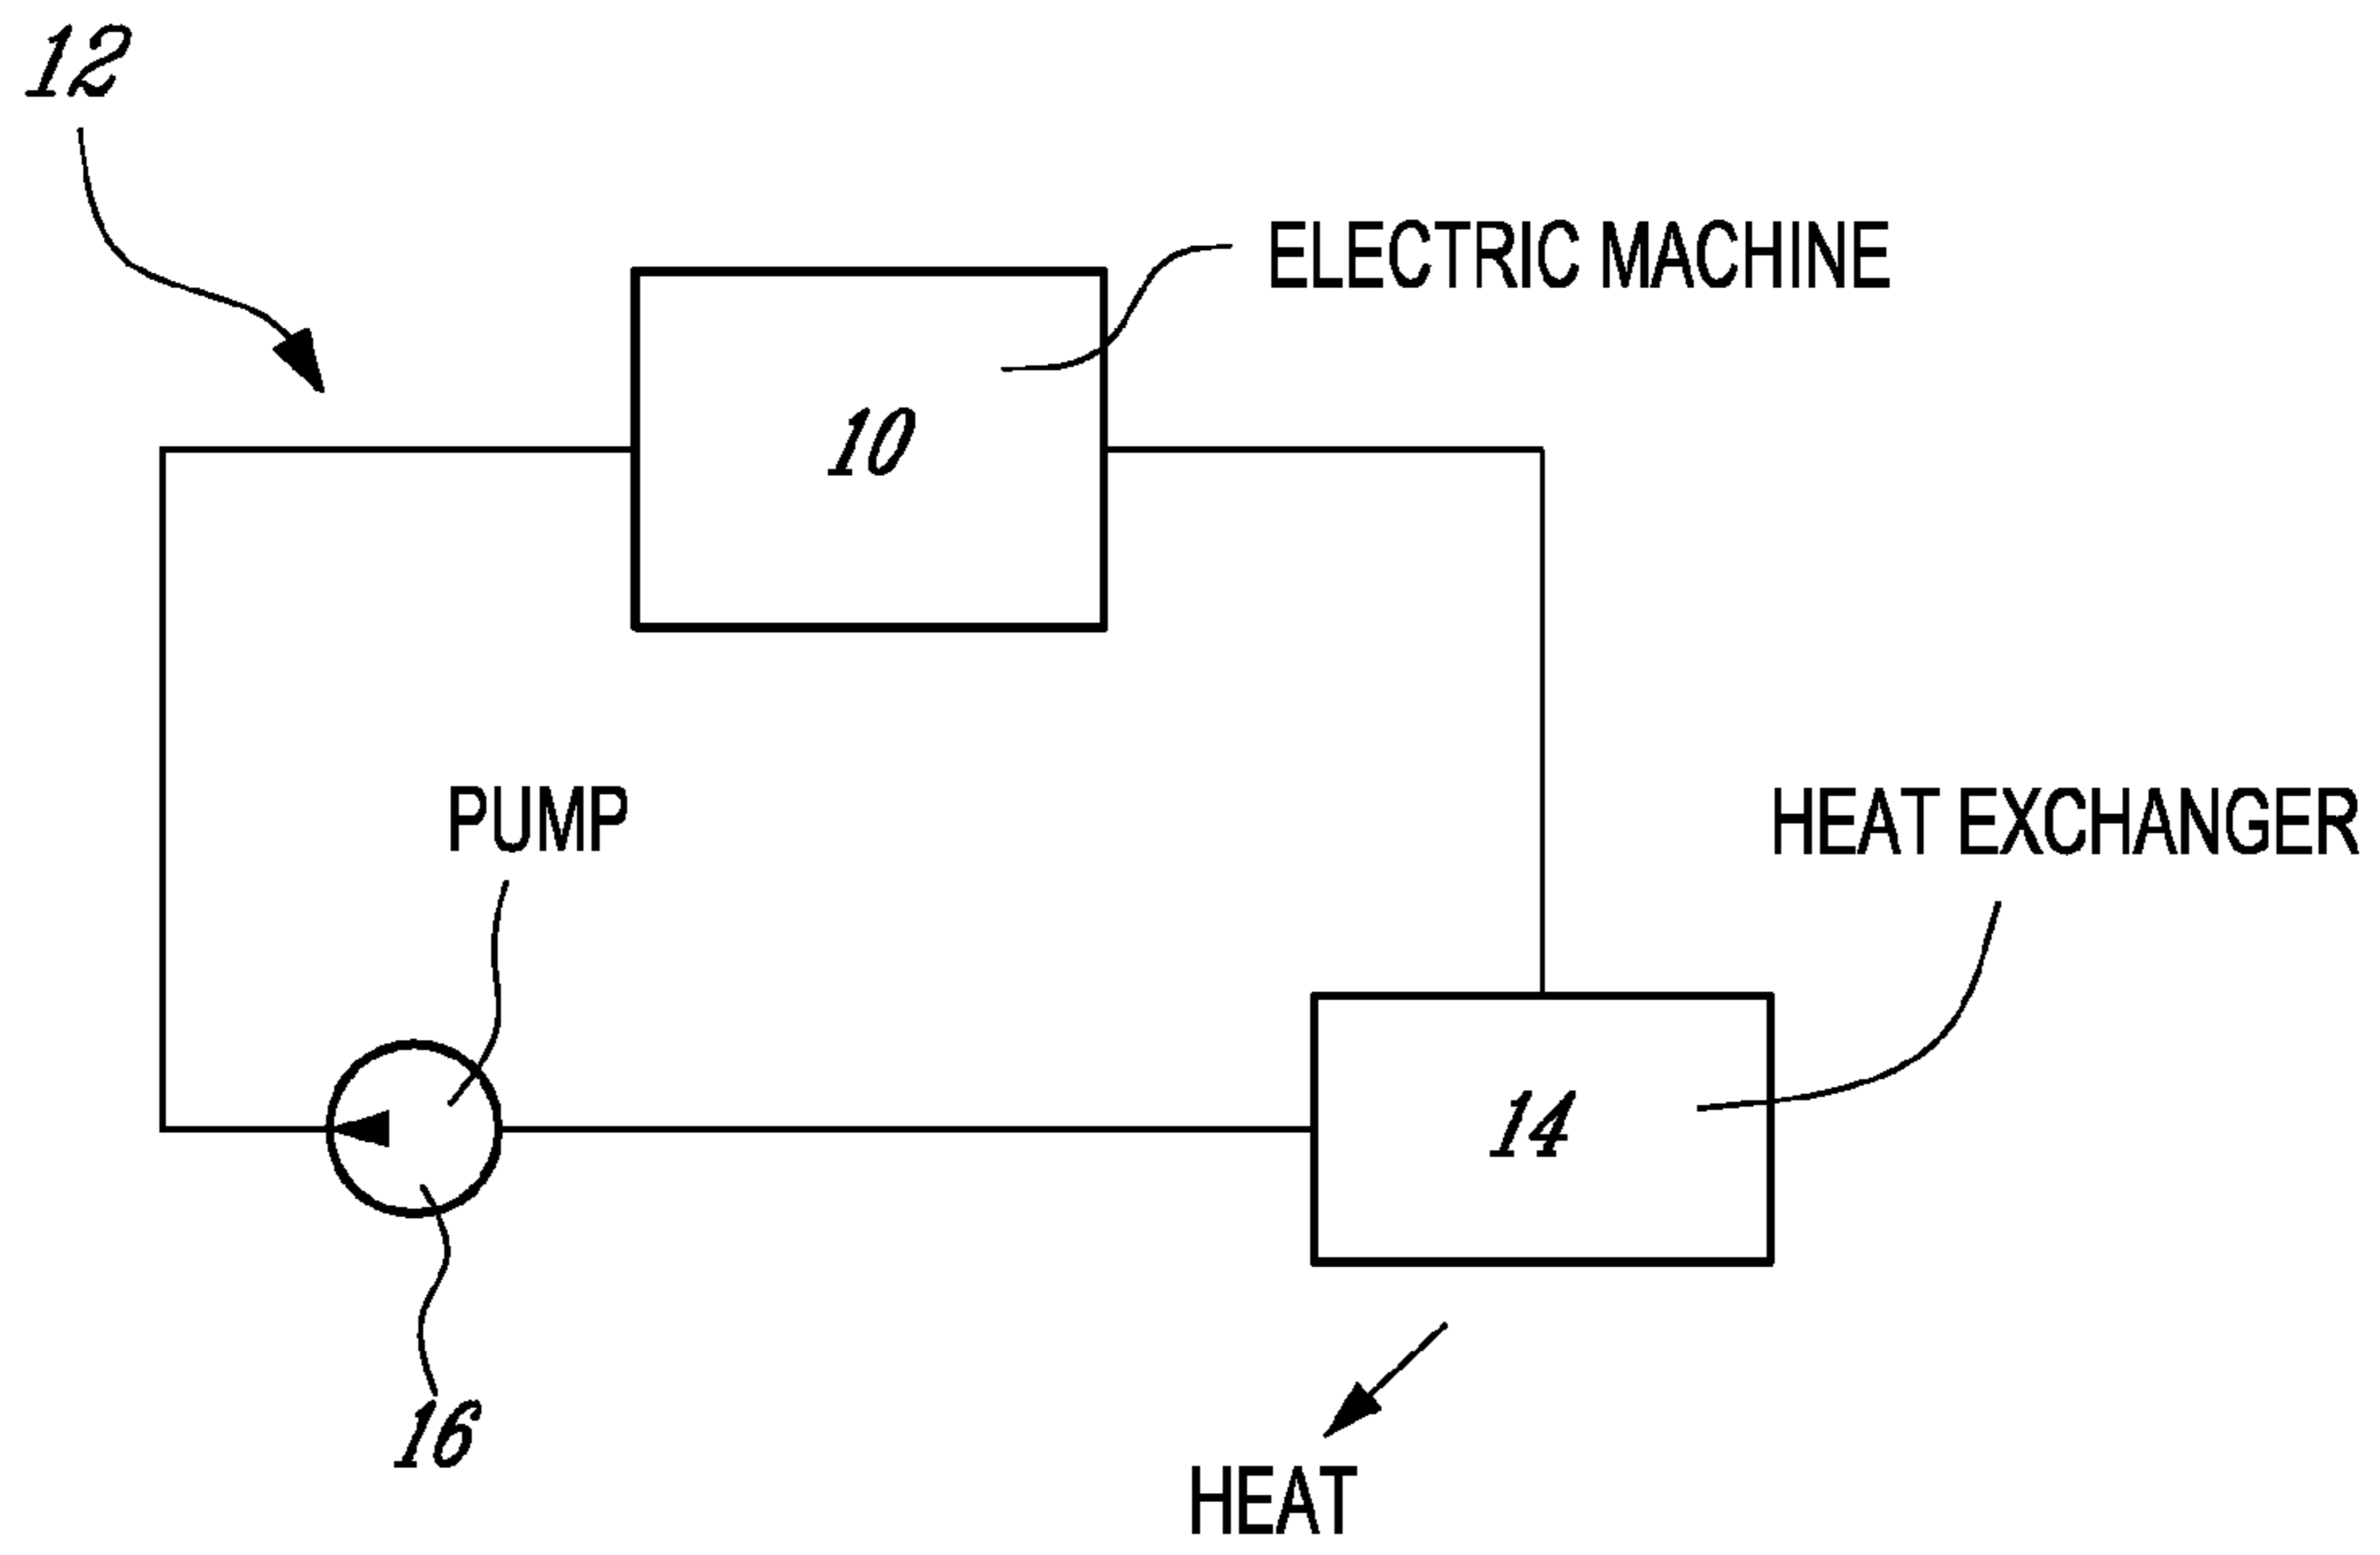 12
ELECTRIC MACHINE
10
PUMP
HEAT EXCHANGER
14
16
HEAT